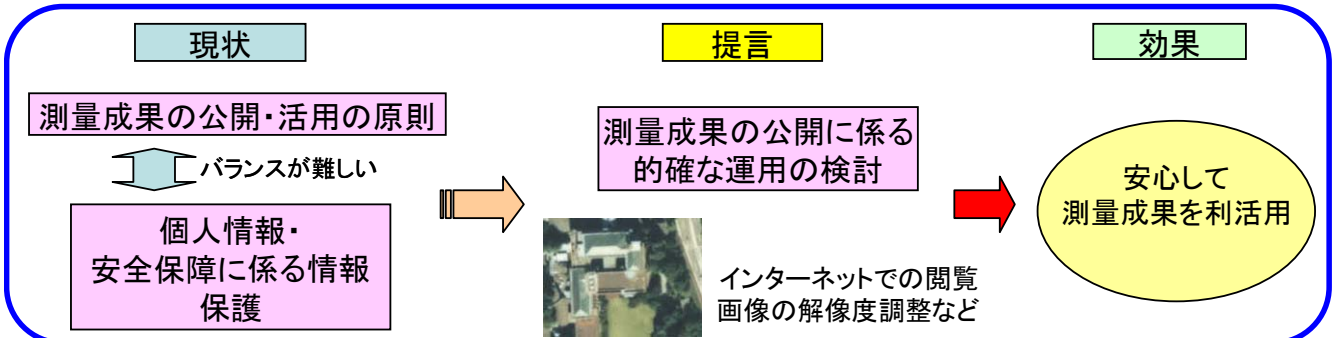 現状
測量成果の公開・活用の原則
バランスが難しい
個人情報・
安全保障に係る情報
保護
提言
測量成果の公開に係る
的確な運用の検討
インターネットでの閲覧
画像の解像度調整など
効果
安心して
測量成果を利活用